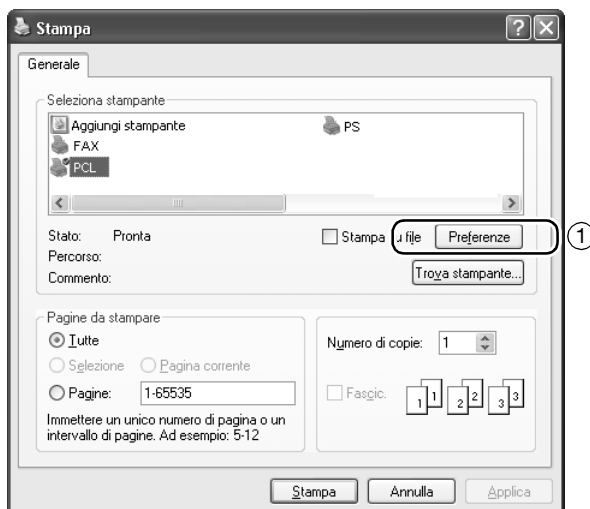 Stampa
Generale
Seleziona stampante
Aggiungi stampante
PS
FAX
PCL
Stato: Pronta
Stampa u file
Preferenze
1
Percorso:
Commento:
Trova stampante...
Pagine da stampare
Tutte
Selezione
Pagina corrente
Pagine: 1-65535
Immettere un unico numero di pagina o un
intervallo di pagine. Ad esempio: 5-12
Numero di copie: 1
Fascic.
1 1 2 2 3 3
Stampa
Annulla
Applica